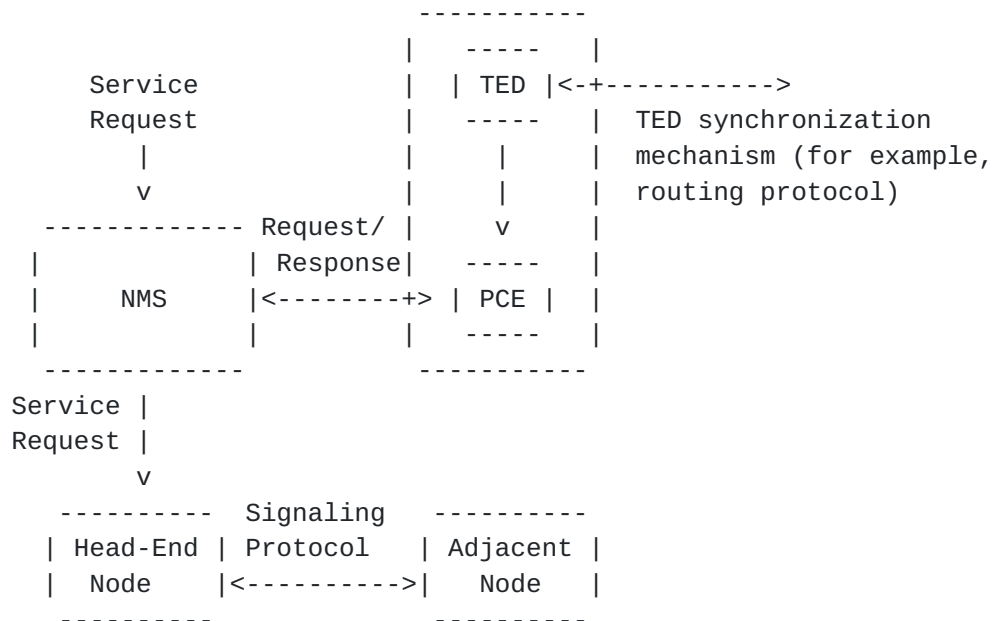 -----------
                          |   -----   |
     Service              |  | TED |<-+----------->
     Request              |   -----   |  TED synchronization
        |                 |     |     |  mechanism (for example,
        v                 |     |     |  routing protocol)
  ------------- Request/  |     v     |
 |             | Response|   -----   |
 |     NMS     |<--------+> | PCE |  |
 |             |         |   -----   |
  -------------           -----------
Service |
Request |
        v
   ----------  Signaling   ----------
  | Head-End | Protocol   | Adjacent |
  |  Node    |<---------->|   Node   |
   ----------              ----------